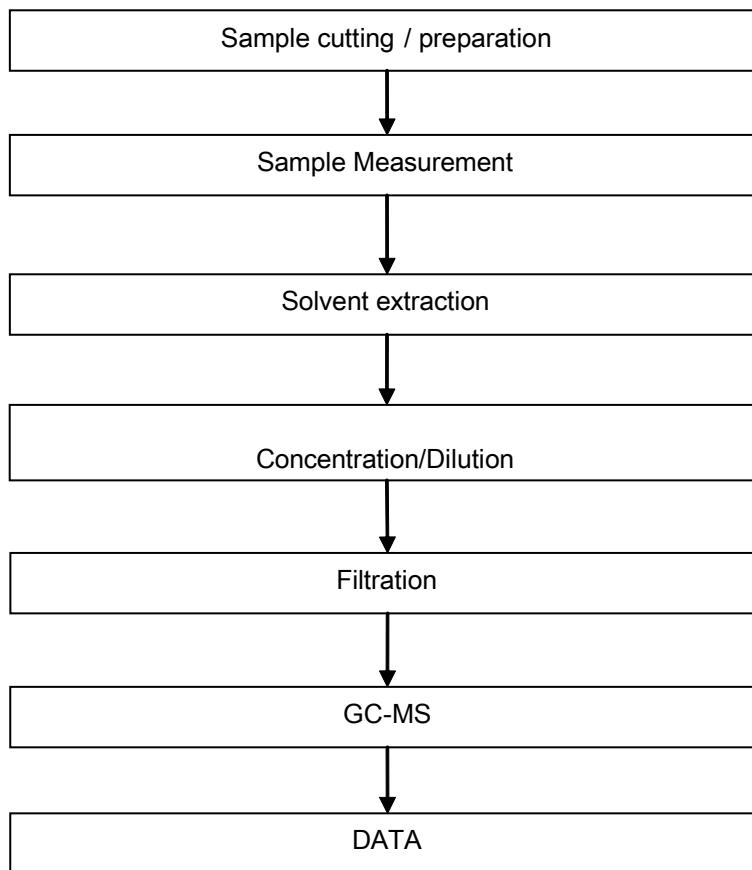 Sample cutting / preparation
Sample Measurement
Solvent extraction
Concentration/Dilution
Filtration
GC-MS
DATA